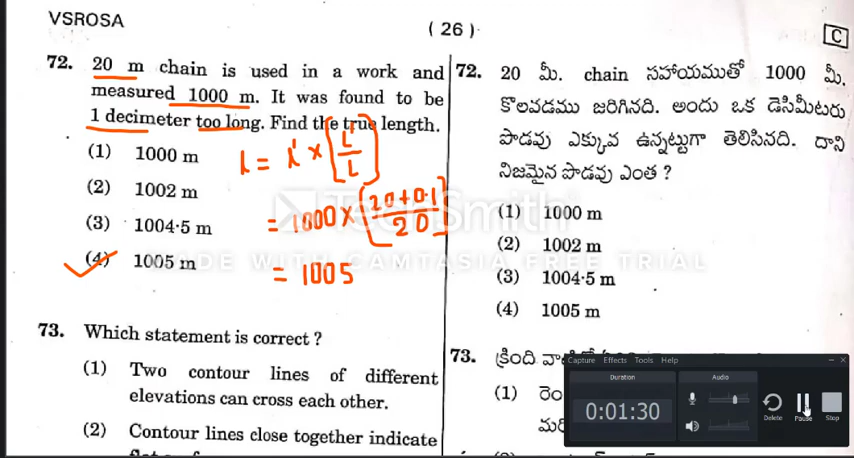 VSROSA
( 26 )
C
72. 20 m chain is used in a work and
measured 1000 m. It was found to be
1 decimeter too long. Find the true length.
(1) 1000 m
(2) 1002 m
(3) 1004·5 m
(4) 1005 m
l = l' × [L'/L]
= 1000 × [20+0.1/20]
= 1005
73. Which statement is correct ?
(1) Two contour lines of different
elevations can cross each other.
(2) Contour lines close together indicate
72. 20 మీ. chain సహాయముతో 1000 మీ.
కొలవడము జరిగినది. అందు ఒక డెసిమీటరు
పొడవు ఎక్కువ ఉన్నట్టుగా తెలిసినది. దాని
నిజమైన పొడవు ఎంత ?
(1) 1000 m
(2) 1002 m
(3) 1004·5 m
(4) 1005 m
73. క్రింది
(1)
TechSmith
MADE WITH CAMTASIA FREE TRIAL
Capture Effects Tools Help
Duration
0:01:30
Audio
Delete
Pause
Stop